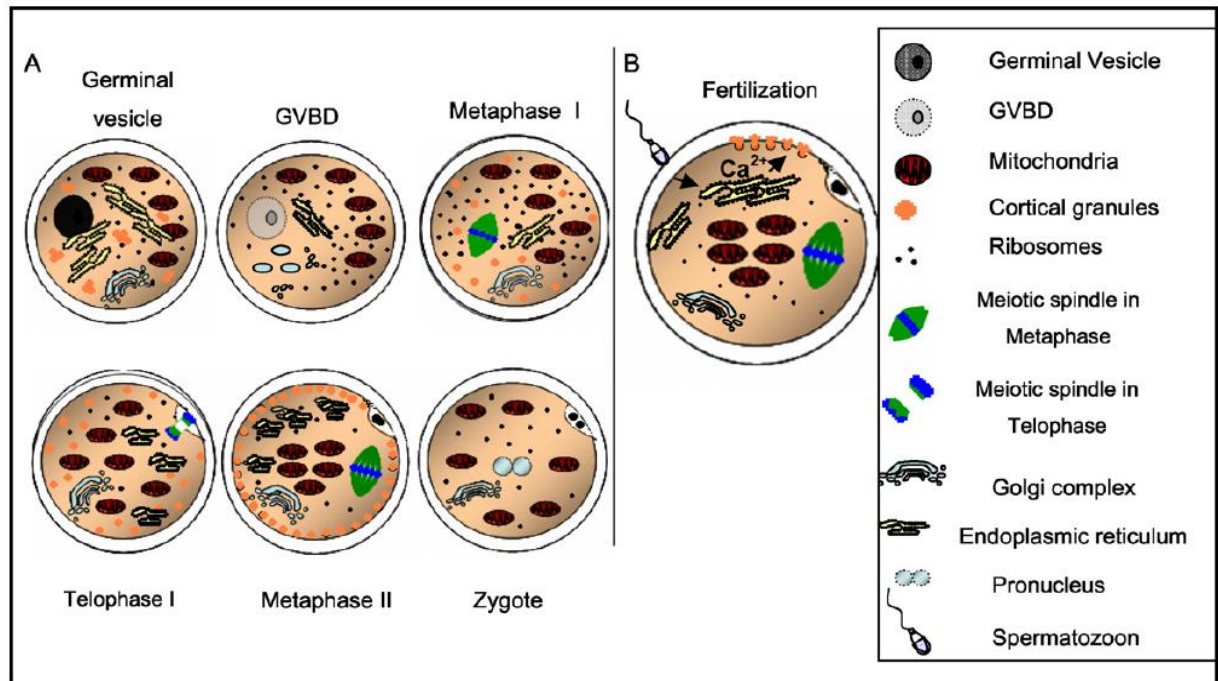 A
Germinal
vesicle
GVBD
Metaphase I
Telophase I
Metaphase II
Zygote
B
Fertilization
Ca2+
Germinal Vesicle
GVBD
Mitochondria
Cortical granules
Ribosomes
Meiotic spindle in
Metaphase
Meiotic spindle in
Telophase
Golgi complex
Endoplasmic reticulum
Pronucleus
Spermatozoon